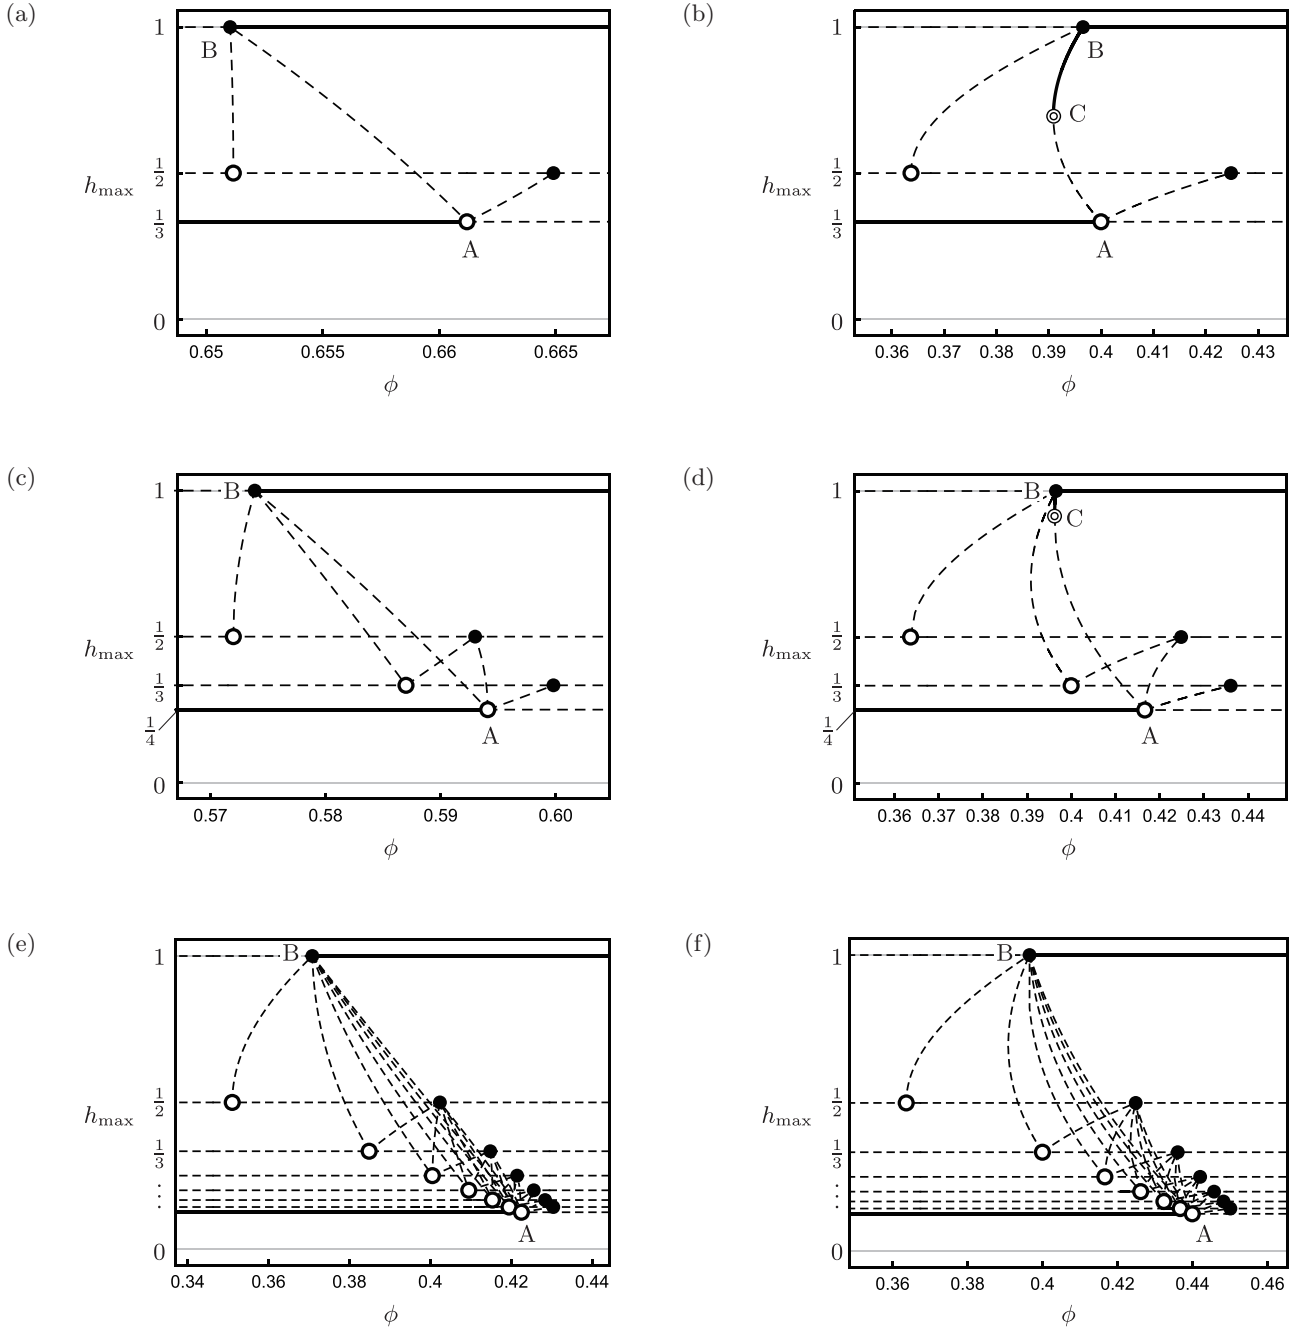 (a)
1
B
h_max
1/2
1/3
A
0
0.65 0.655 0.66 0.665
ϕ
(b)
1
B
C
h_max
1/2
1/3
A
0
0.36 0.37 0.38 0.39 0.4 0.41 0.42 0.43
ϕ
(c)
B
h_max
1/2
1/3
1/4
A
0
0.57 0.58 0.59 0.60
ϕ
(d)
1
B
C
h_max
1/2
1/3
1/4
A
0
0.36 0.37 0.38 0.39 0.4 0.41 0.42 0.43 0.44
ϕ
(e)
1
B
h_max
1/2
1/3
:
A
0
0.34 0.36 0.38 0.4 0.42 0.44
ϕ
(f)
1
B
h_max
1/2
1/3
:
A
0
0.36 0.4 0.42 0.44 0.46
ϕ